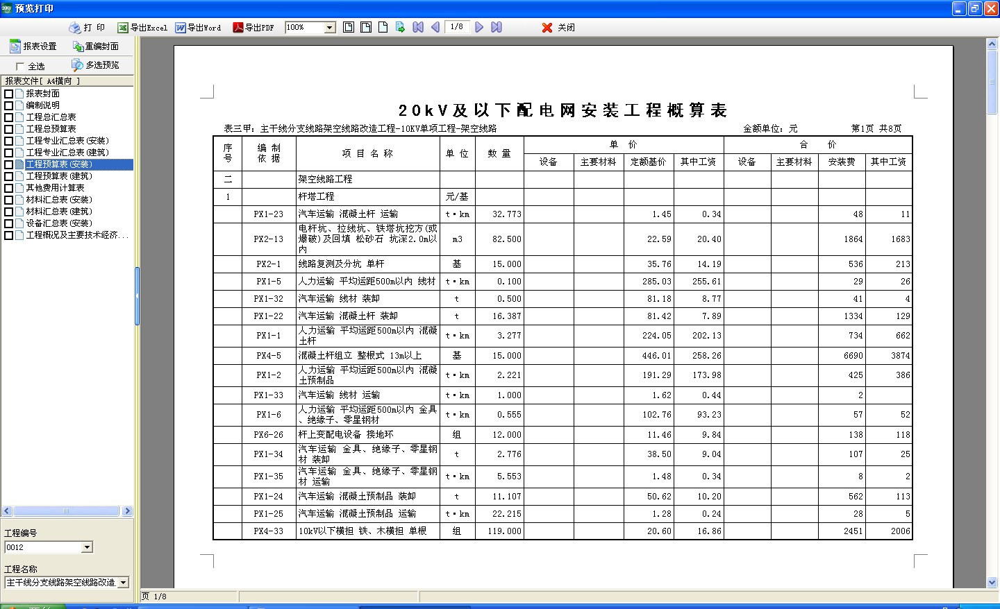 20KV 预览打印
打 印 导出Excel 导出Word 导出PDF 100% 1/8 关闭
报表设置 重编封面
全选 多选预览
报表文件[ A4横向 ]
报表封面
编制说明
工程总汇总表
工程总预算表
工程专业汇总表(安装)
工程专业汇总表(建筑)
工程预算表(安装)
工程预算表(建筑)
其他费用计算表
材料汇总表(安装)
材料汇总表(建筑)
设备汇总表(安装)
工程概况及主要技术经济...
工程编号
0012
工程名称
主干线分支线路架空线路改造
20kV及以下配电网安装工程概算表
表三甲: 主干线分支线路架空线路改造工程-10KV单项工程-架空线路 金额单位: 元 第1页 共8页
序号 编制依据 项目名称 单位 数量 单 价 合 价
设备 主要材料 定额基价 其中工资 设备 主要材料 安装费 其中工资
二 架空线路工程
1 杆塔工程 元/基
PX1-23 汽车运输 混凝土杆 运输 t·km 32.773 1.45 0.34 48 11
电杆坑、拉线坑、铁塔坑挖方(或
PX2-13 爆破)及回填 松砂石 坑深2.0m以 m3 82.500 22.59 20.40 1864 1683
内
PX2-1 线路复测及分坑 单杆 基 15.000 35.76 14.19 536 213
PX1-5 人力运输 平均运距500m以内 线材 t·km 0.100 285.03 255.61 29 26
PX1-32 汽车运输 线材 装卸 t 0.500 81.18 8.77 41 4
PX1-22 汽车运输 混凝土杆 装卸 t 16.387 81.42 7.89 1334 129
PX1-1 人力运输 平均运距500m以内 混凝 t·km 3.277 224.05 202.13 734 662
土杆
PX4-5 混凝土杆组立 整根式 13m以上 基 15.000 446.01 258.26 6690 3874
PX1-2 人力运输 平均运距500m以内 混凝 t·km 2.221 191.29 173.98 425 386
土预制品
PX1-33 汽车运输 线材 运输 t·km 1.000 1.62 0.44 2
PX1-6 人力运输 平均运距500m以内 金具 t·km 0.555 102.76 93.23 57 52
、绝缘子、零星钢材
PX6-26 杆上变配电设备 接地环 组 12.000 11.46 9.84 138 118
PX1-34 汽车运输 金具、绝缘子、零星钢 t 2.776 38.50 9.04 107 25
材 装卸
PX1-35 汽车运输 金具、绝缘子、零星钢 t·km 5.553 1.48 0.34 8 2
材 运输
PX1-24 汽车运输 混凝土预制品 装卸 t 11.107 50.62 10.20 562 113
PX1-25 汽车运输 混凝土预制品 运输 t·km 22.215 1.28 0.24 28 5
PX4-33 10kV以下横担 铁、木横担 单根 组 119.000 20.60 16.86 2451 2006
页 1/8